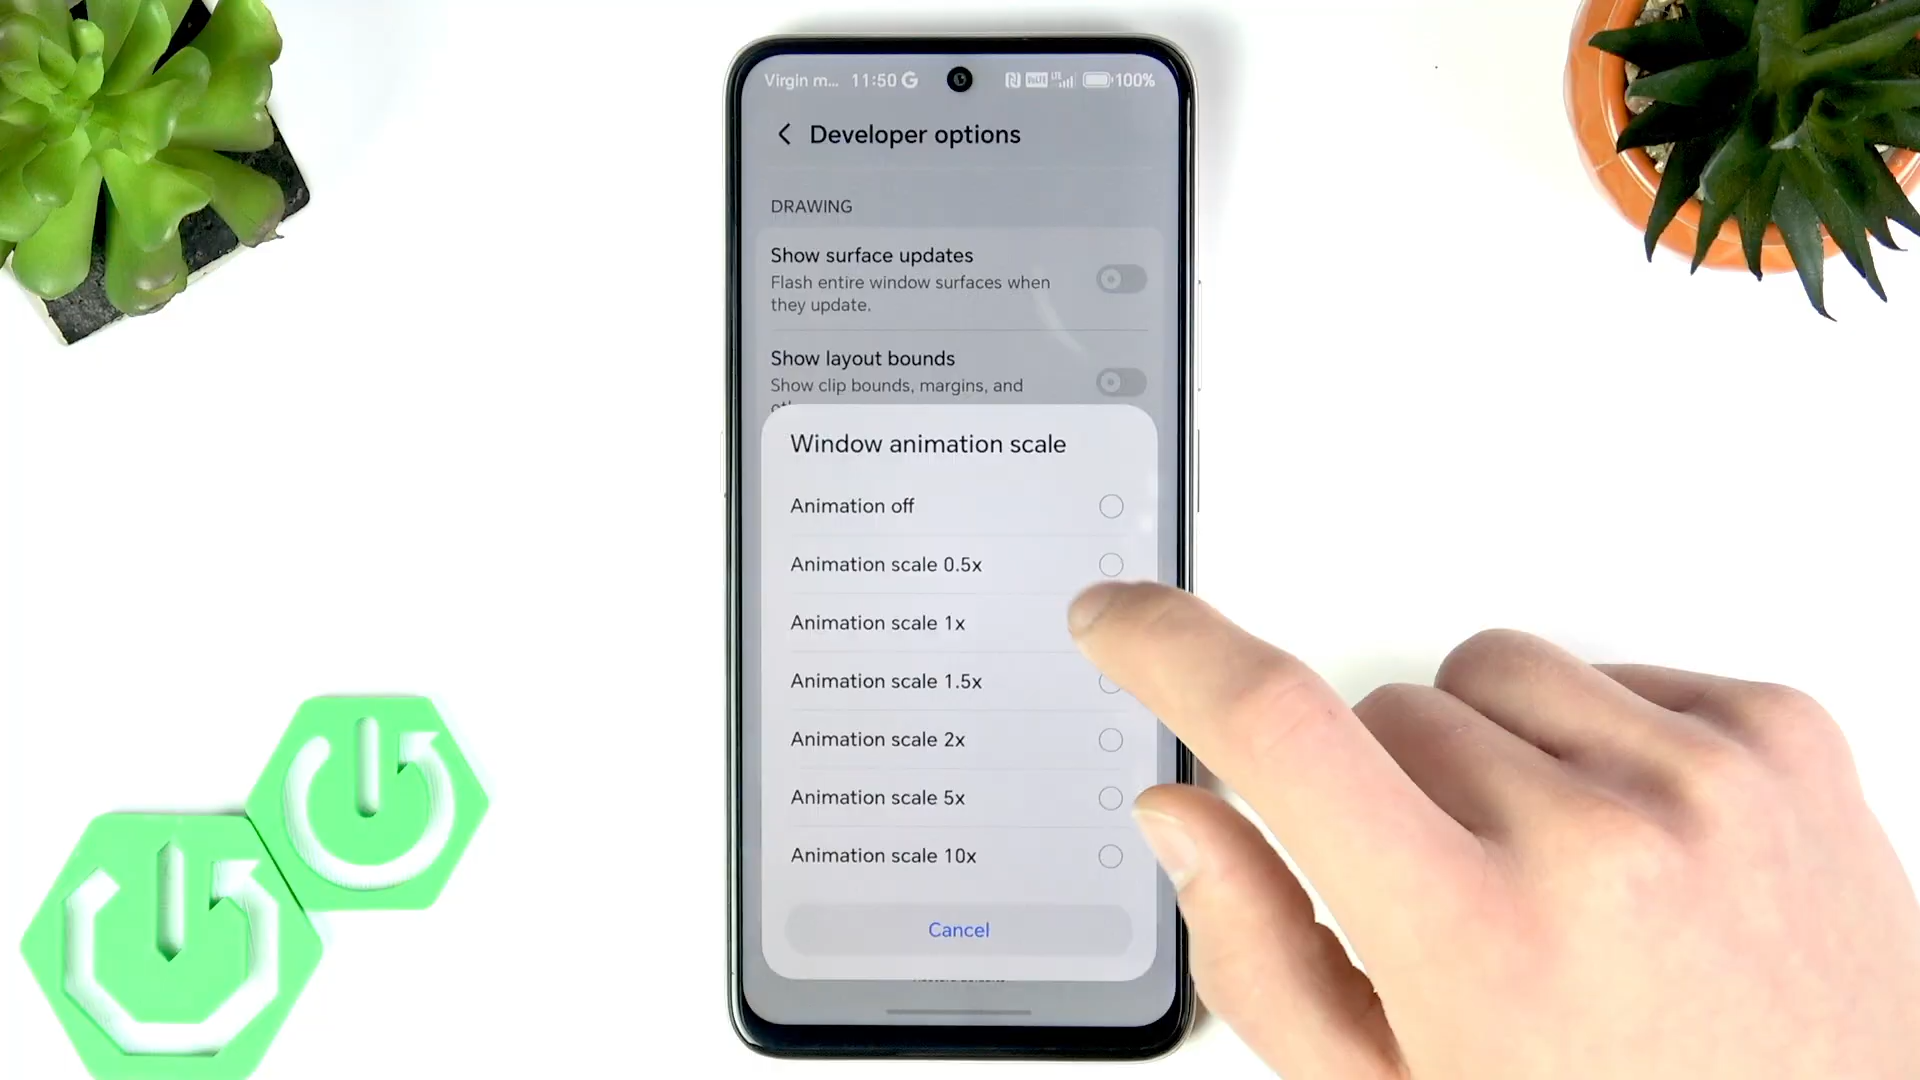 Virgin m... 11:50 G VoLTE LTE 100%
Developer options
DRAWING
Show surface updates
Flash entire window surfaces when
they update.
Show layout bounds
Show clip bounds, margins, and
Window animation scale
Animation off
Animation scale 0.5x
Animation scale 1x
Animation scale 1.5x
Animation scale 2x
Animation scale 5x
Animation scale 10x
Cancel